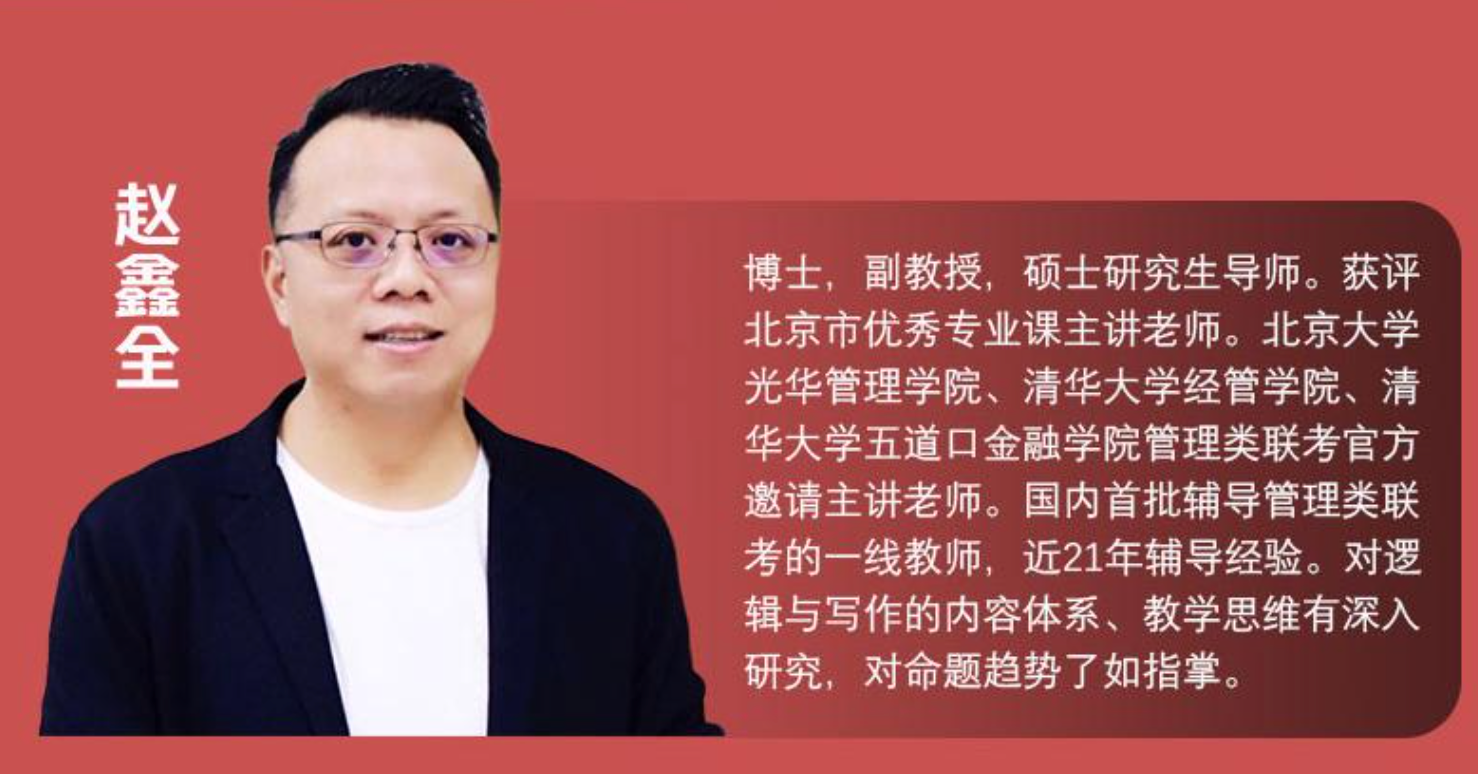 赵鑫全
博士，副教授，硕士研究生导师。获评
北京市优秀专业课主讲老师。北京大学
光华管理学院、清华大学经管学院、清
华大学五道口金融学院管理类联考官方
邀请主讲老师。国内首批辅导管理类联
考的一线教师，近21年辅导经验。对逻
辑与写作的内容体系、教学思维有深入
研究，对命题趋势了如指掌。